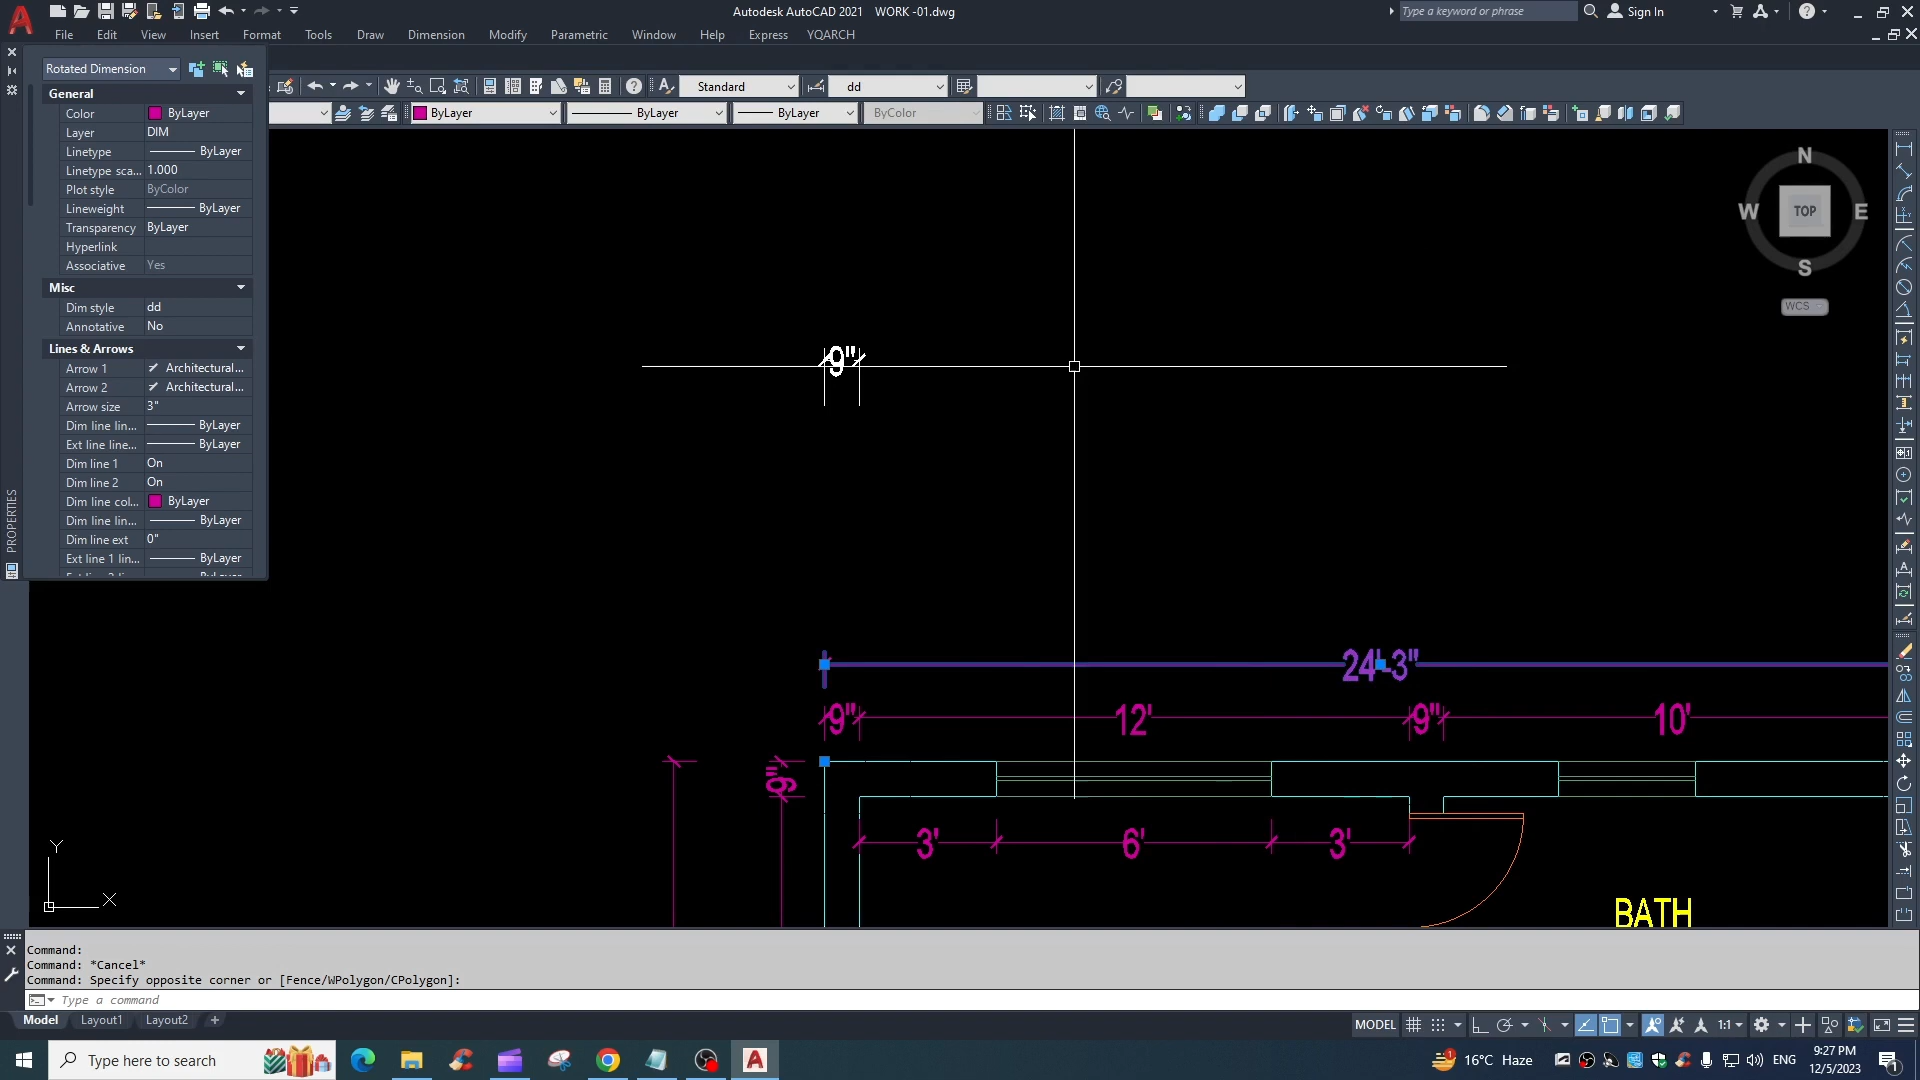 Autodesk AutoCAD 2021 WORK -01.dwg
Type a keyword or phrase
Sign In
File Edit View Insert Format Tools Draw Dimension Modify Parametric Window Help Express YQARCH
Rotated Dimension
Standard
dd
ByLayer
ByLayer
ByLayer
ByColor
General
Color ByLayer
Layer DIM
Linetype ByLayer
Linetype sca... 1.000
Plot style ByColor
Lineweight ByLayer
Transparency ByLayer
Hyperlink
Associative Yes
Misc
Dim style dd
Annotative No
Lines & Arrows
Arrow 1 Architectural...
Arrow 2 Architectural...
Arrow size 3"
Dim line lin... ByLayer
Ext line line... ByLayer
Dim line 1 On
Dim line 2 On
Dim line col... ByLayer
Dim line lin... ByLayer
Dim line ext 0"
Ext line 1 lin... ByLayer
PROPERTIES
N
W TOP E
S
WCS
9"
24'-3"
9" 12' 9" 10'
9"
3' 6' 3'
BATH
Y
X
Command:
Command: *Cancel*
Command: Specify opposite corner or [Fence/WPolygon/CPolygon]:
Type a command
Model Layout1 Layout2 +
MODEL
1:1
Type here to search
16°C Haze
ENG
9:27 PM
12/5/2023